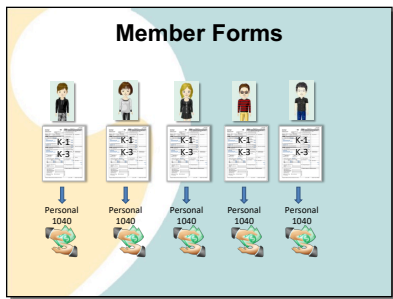 Member Forms
K-1 K-1 K-1 K-1 K-1
K-3 K-3 K-3 K-3 K-3
Personal Personal Personal Personal Personal
1040 1040 1040 1040 1040